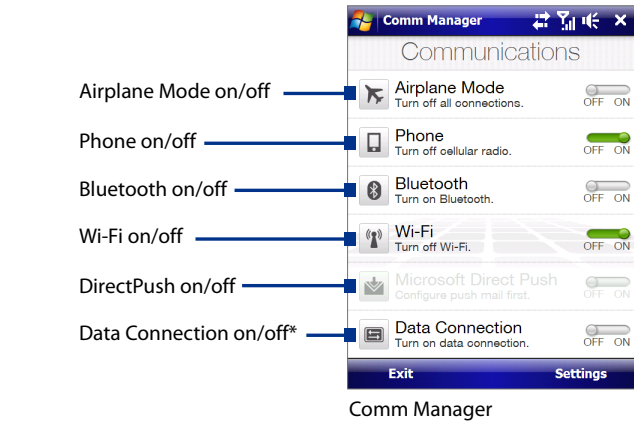 Comm Manager
Communications
Airplane Mode on/off
Airplane Mode
Turn off all connections.
OFF ON
Phone on/off
Phone
Turn off cellular radio.
OFF ON
Bluetooth on/off
Bluetooth
Turn on Bluetooth.
OFF ON
Wi-Fi on/off
Wi-Fi
Turn off Wi-Fi.
OFF ON
DirectPush on/off
Microsoft Direct Push
Configure push mail first.
OFF ON
Data Connection on/off*
Data Connection
Turn on data connection.
OFF ON
Exit Settings
Comm Manager